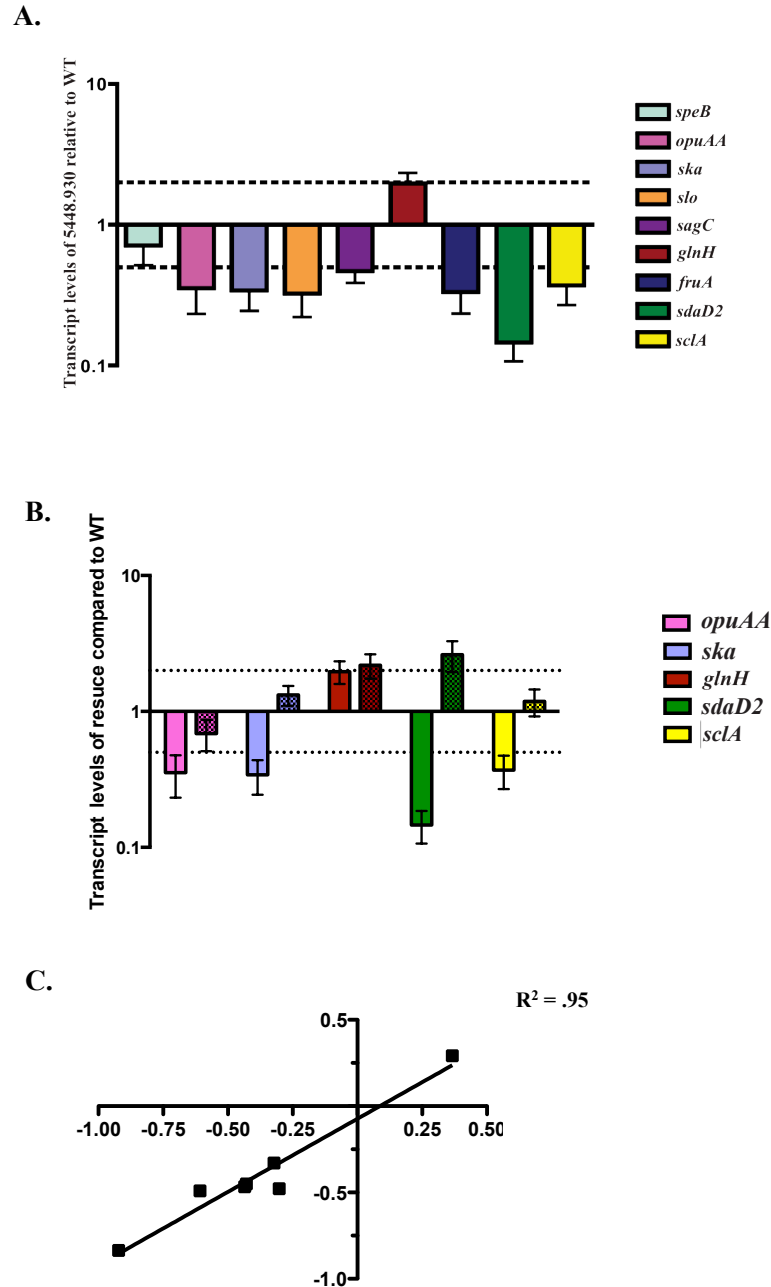 A.
Transcript levels of 5448.930 relative to WT
10
1
0.1
speB
opuAA
ska
slo
sagC
glnH
fruA
sdaD2
sclA
B.
Transcript levels of resuce compared to WT
10
1
0.1
opuAA
ska
glnH
sdaD2
sclA
C.
R² = .95
0.5
-1.00 -0.75 -0.50 -0.25 0.25 0.50
-0.5
-1.0